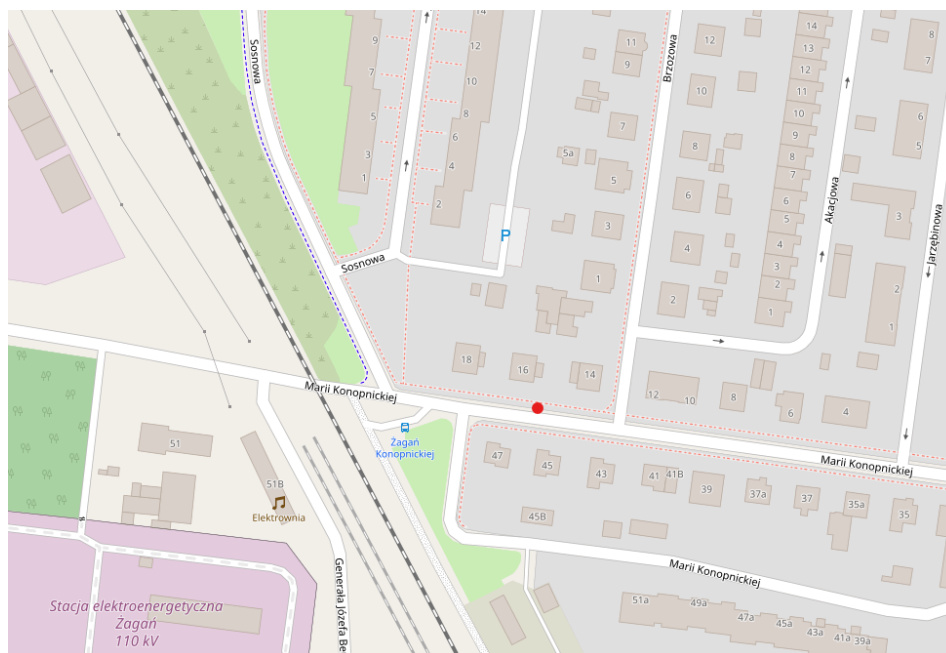 Sosnowa
9
7
5
3
1
14
12
10
8
6
4
2
P
Sosnowa
11
9
7
5a
5
3
1
Brzozowa
12
10
8
6
4
2
14
13
12
11
10
9
8
7
6
5
4
3
2
1
Akacjowa
8
7
6
5
3
2
1
Jarzębinowa
18
16
14
12
10
8
6
4
Marii Konopnickiej
Marii Konopnickiej
Żagań
Konopnickiej
51
51B
Elektrownia
47
45
43
41
41B
39
37a
37
35a
35
45B
Marii Konopnickiej
Generała Józefa Be
Stacja elektroenergetyczna
Żagań
110 kV
51a
49a
47a
45a
43a
41a
39a